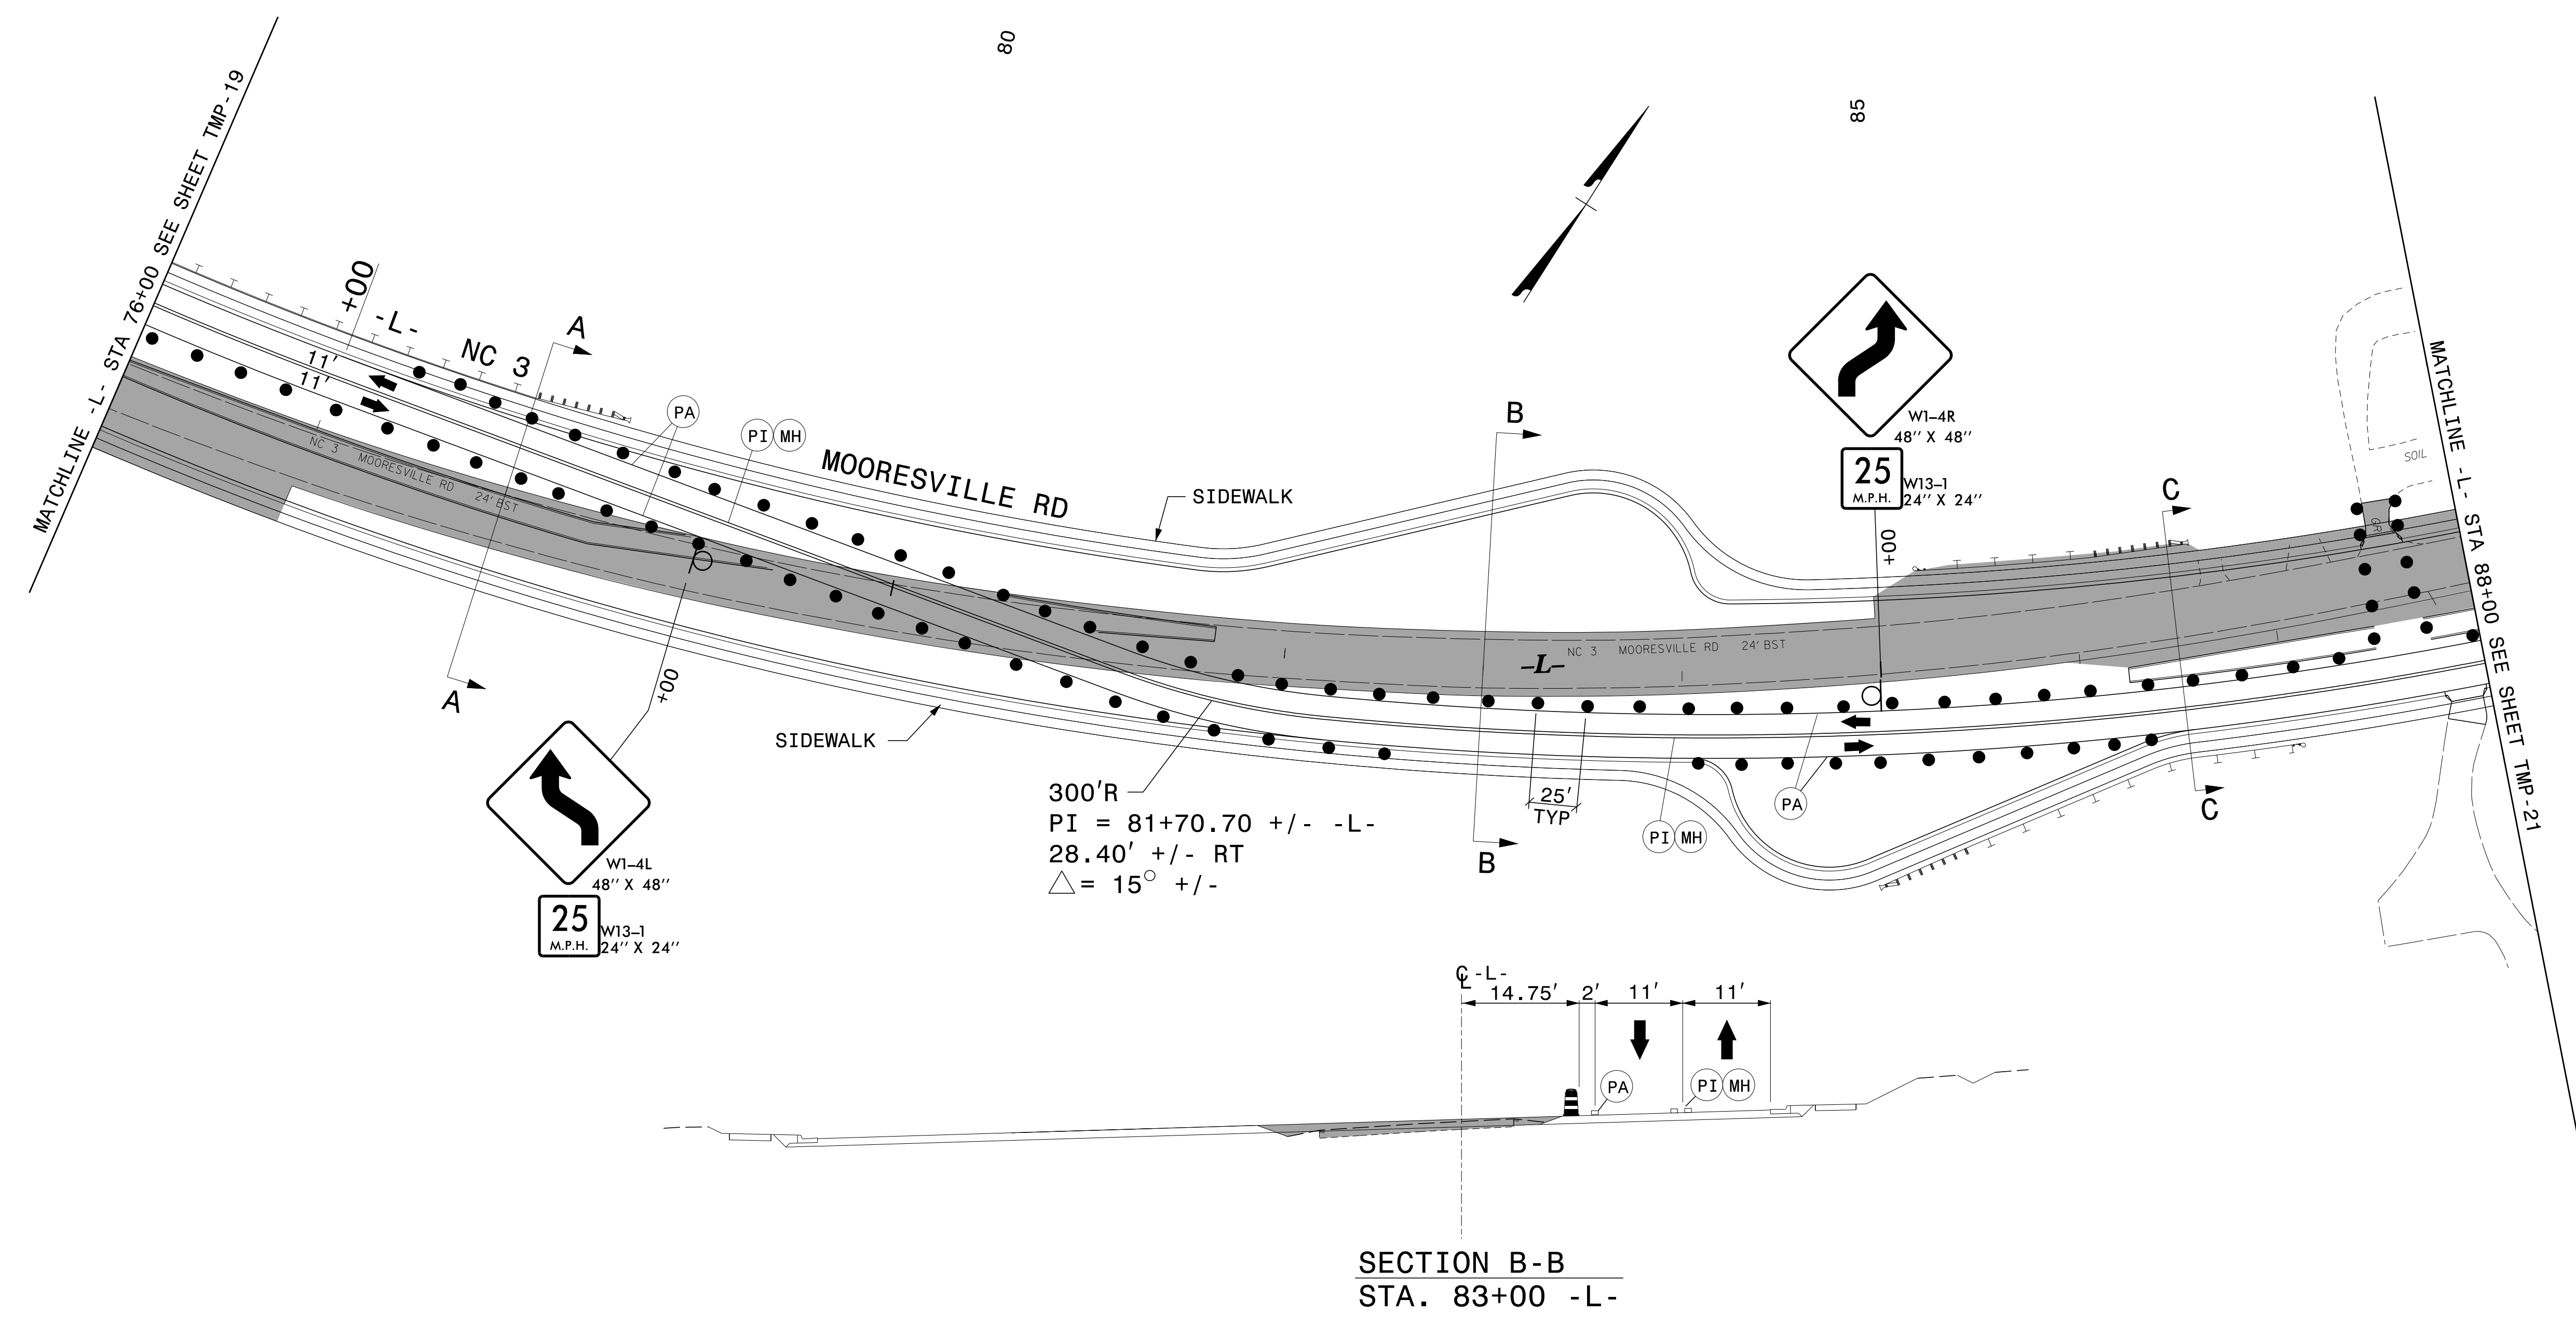 80
85
MATCHLINE -L- STA 76+00 SEE SHEET TMP-19
+00
-L-
NC 3
A
11'
11'
PA
PI MH
MOORESVILLE RD
NC 3 MOORESVILLE RD 24' BST
SIDEWALK
B
W1-4R
48'' X 48''
25
M.P.H.
W13-1
24'' X 24''
+00
C
SOIL
GR
MATCHLINE -L- STA 88+00 SEE SHEET TMP-21
-L-
NC 3 MOORESVILLE RD 24' BST
A
+00
SIDEWALK
300'R
PI = 81+70.70 +/- -L-
28.40' +/- RT
△= 15° +/-
25'
TYP
B
PI MH
PA
C
W1-4L
48'' X 48''
25
M.P.H.
W13-1
24'' X 24''
℄ -L-
14.75' 2' 11' 11'
PA
PI MH
SECTION B-B
STA. 83+00 -L-